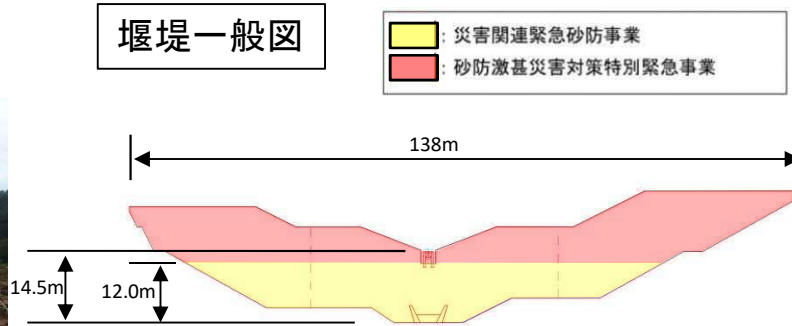 堰堤一般図
: 災害関連緊急砂防事業
: 砂防激甚災害対策特別緊急事業
138m
14.5m
12.0m